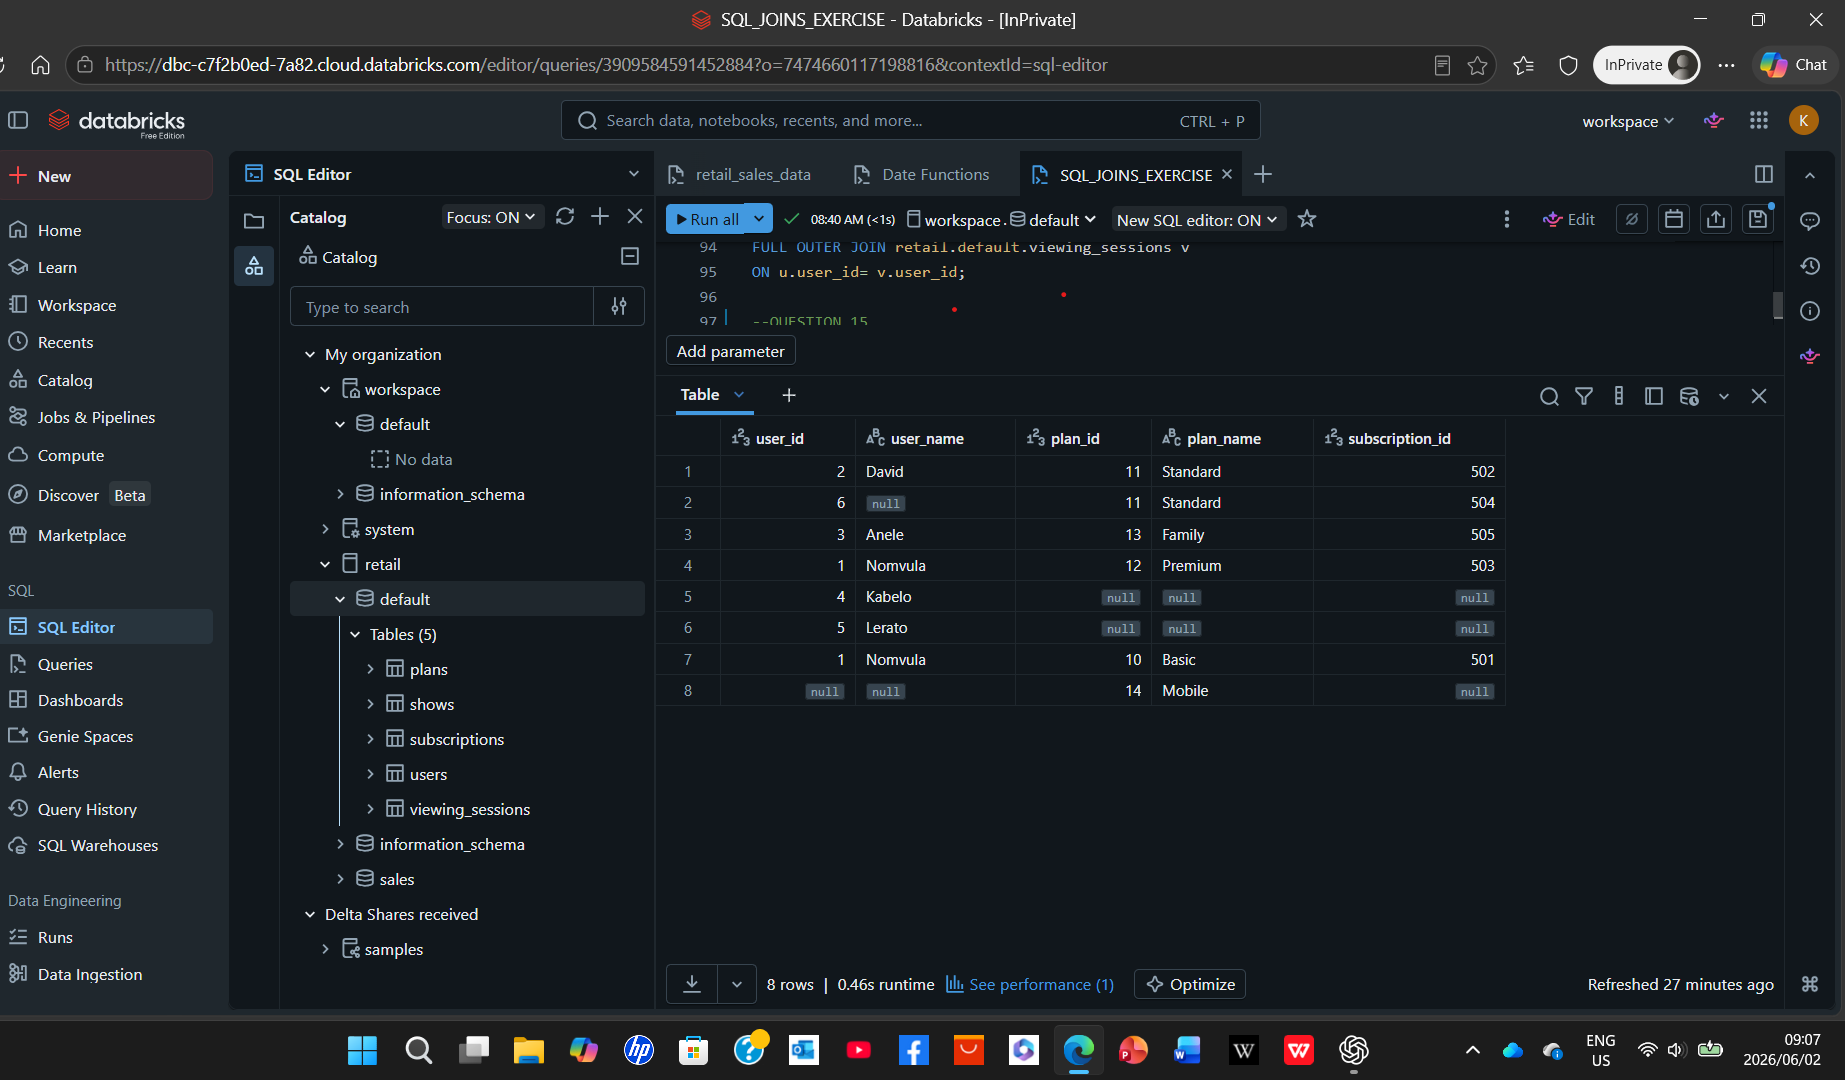 SQL_JOINS_EXERCISE - Databricks - [InPrivate]
https://dbc-c7f2b0ed-7a82.cloud.databricks.com/editor/queries/3909584591452884?o=7474660117198816&contextId=sql-editor
InPrivate
Chat
databricks
Free Edition
Search data, notebooks, recents, and more...
CTRL + P
workspace
K
New
Home
Learn
Workspace
Recents
Catalog
Jobs & Pipelines
Compute
Discover Beta
Marketplace
SQL
SQL Editor
Queries
Dashboards
Genie Spaces
Alerts
Query History
SQL Warehouses
Data Engineering
Runs
Data Ingestion
SQL Editor
Catalog
Focus: ON
Catalog
Type to search
My organization
workspace
default
No data
information_schema
system
retail
default
Tables (5)
plans
shows
subscriptions
users
viewing_sessions
information_schema
sales
Delta Shares received
samples
retail_sales_data
Date Functions
SQL_JOINS_EXERCISE
Run all
08:40 AM (<1s)
workspace.default
New SQL editor: ON
Edit
94 FULL OUTER JOIN retail.default.viewing_sessions v
95 ON u.user_id= v.user_id;
96
97 --QUESTION 15
Add parameter
Table
user_id user_name plan_id plan_name subscription_id
1 2 David 11 Standard 502
2 6 null 11 Standard 504
3 3 Anele 13 Family 505
4 1 Nomvula 12 Premium 503
5 4 Kabelo null null null
6 5 Lerato null null null
7 1 Nomvula 10 Basic 501
8 null null 14 Mobile null
8 rows | 0.46s runtime
See performance (1)
Optimize
Refreshed 27 minutes ago
ENG
US
09:07
2026/06/02